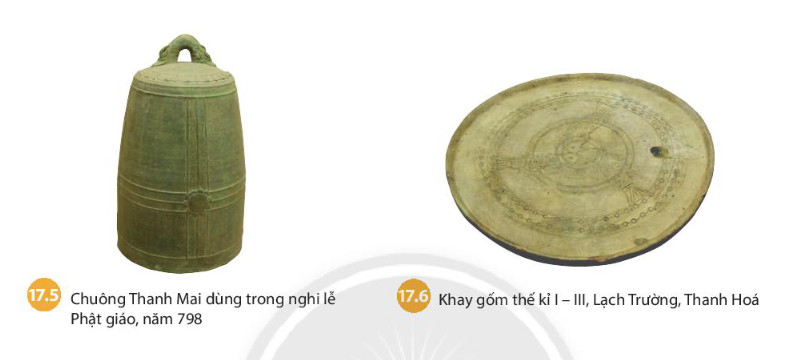 17.5 Chuông Thanh Mai dùng trong nghi lễ
Phật giáo, năm 798
17.6 Khay gốm thế kỉ I – III, Lạch Trường, Thanh Hoá